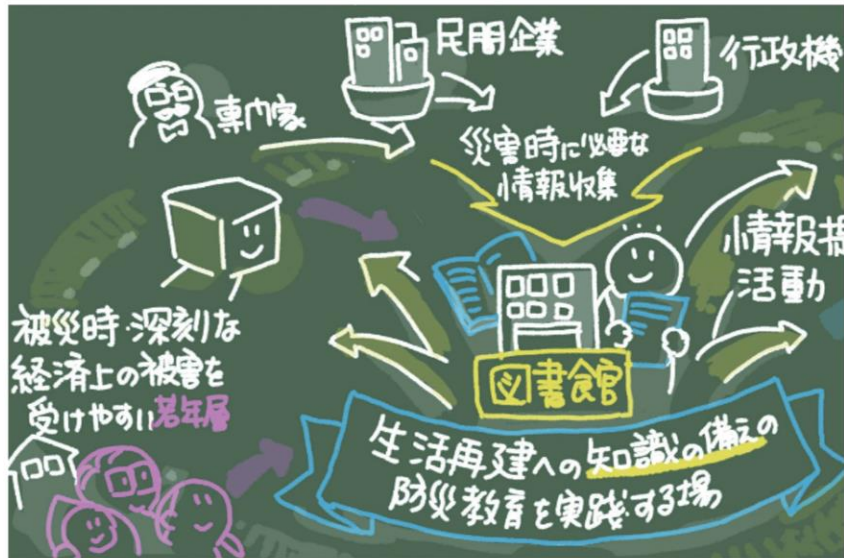 民間企業
行政機
専門家
災害時に必要な
情報収集
情報提
活動
被災時・深刻な
経済上の被害を
受けやすい若年層
図書館
生活再建への知識の備えの
防災教育を実践する場